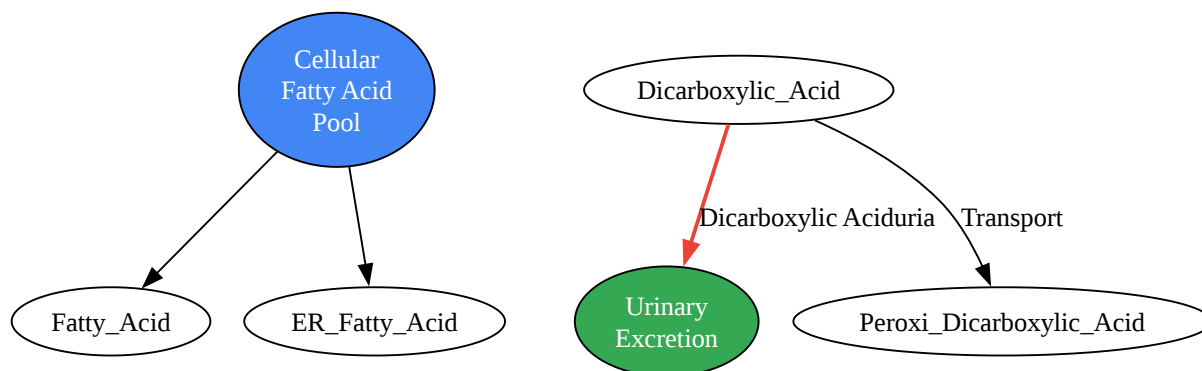 Cellular
Fatty Acid
Pool
Dicarboxylic_Acid
Dicarboxylic Aciduria
Transport
Fatty_Acid
ER_Fatty_Acid
Urinary
Excretion
Peroxi_Dicarboxylic_Acid